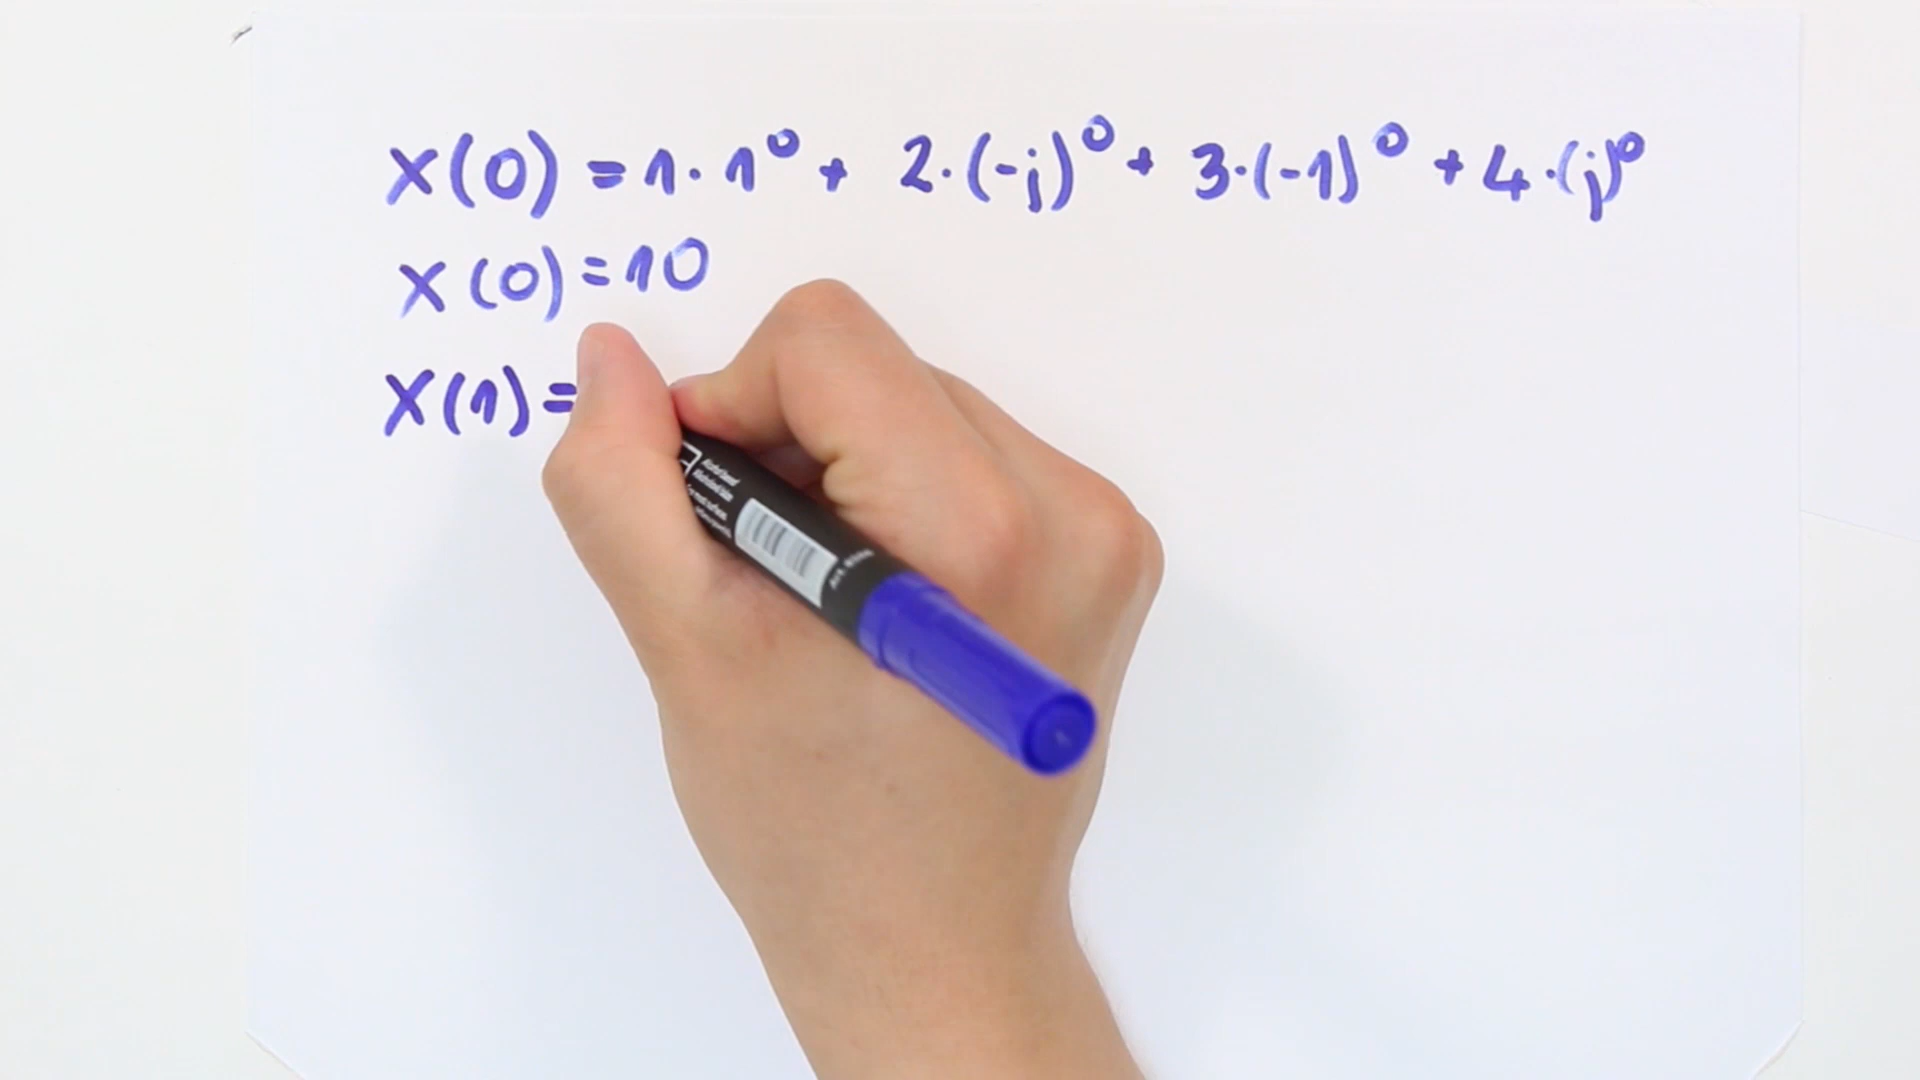 X(0) = 1·1⁰ + 2·(-j)⁰ + 3·(-1)⁰ + 4·(j)⁰
X(0) = 10
X(1) =